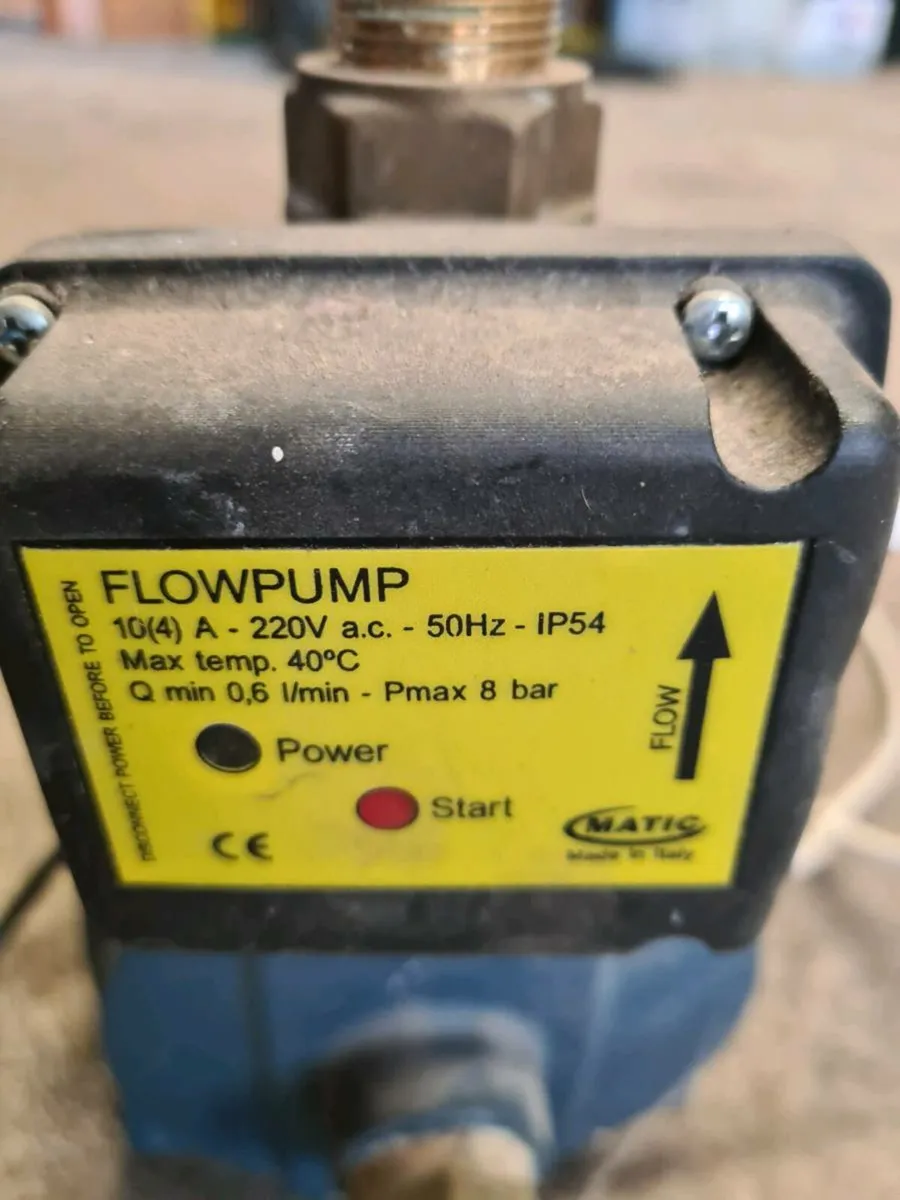 DISCONNECT POWER BEFORE TO OPEN
FLOWPUMP
10(4) A - 220V a.c. - 50Hz - IP54
Max temp. 40ºC
Q min 0,6 l/min - Pmax 8 bar
FLOW
Power
Start
CE
MATIC
Made in Italy